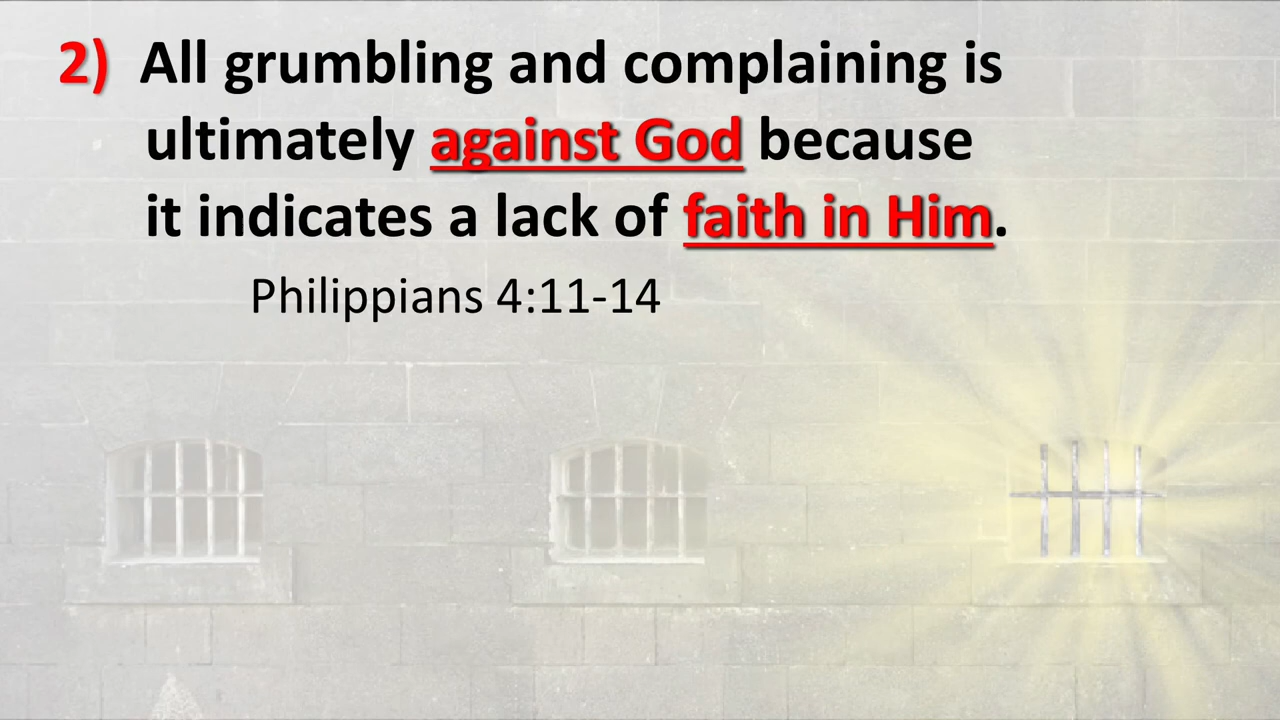 2) All grumbling and complaining is
ultimately against God because
it indicates a lack of faith in Him.
Philippians 4:11-14